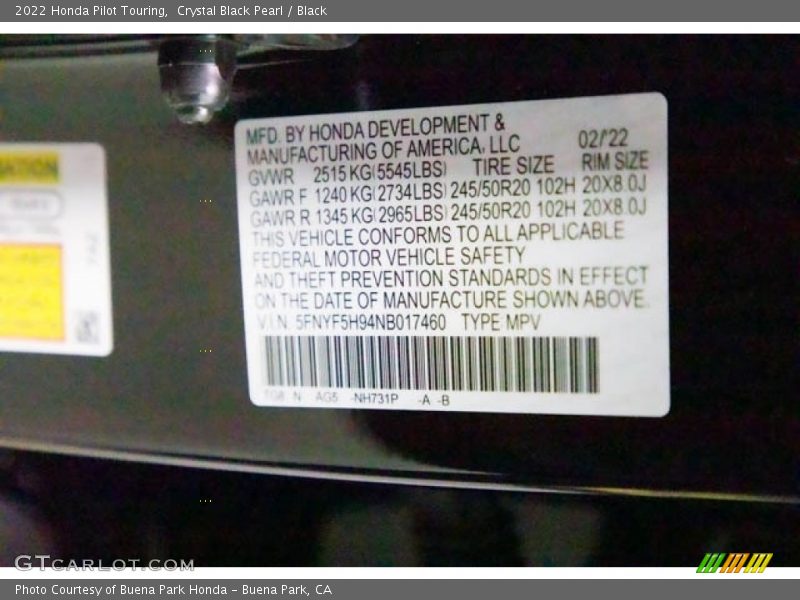 2022 Honda Pilot Touring, Crystal Black Pearl / Black
MFD. BY HONDA DEVELOPMENT &
MANUFACTURING OF AMERICA, LLC 02/'22
GVWR 2515 KG(5545LBS) TIRE SIZE RIM SIZE
GAWR F 1240 KG(2734LBS) 245/50R20 102H 20X8.0J
GAWR R 1345 KG(2965LBS) 245/50R20 102H 20X8.0J
THIS VEHICLE CONFORMS TO ALL APPLICABLE
FEDERAL MOTOR VEHICLE SAFETY
AND THEFT PREVENTION STANDARDS IN EFFECT
ON THE DATE OF MANUFACTURE SHOWN ABOVE.
V.I.N. 5FNYF5H94NB017460 TYPE MPV
TG8 N AG5 -NH731P -A -B
GTcarlot.com
Photo Courtesy of Buena Park Honda - Buena Park, CA